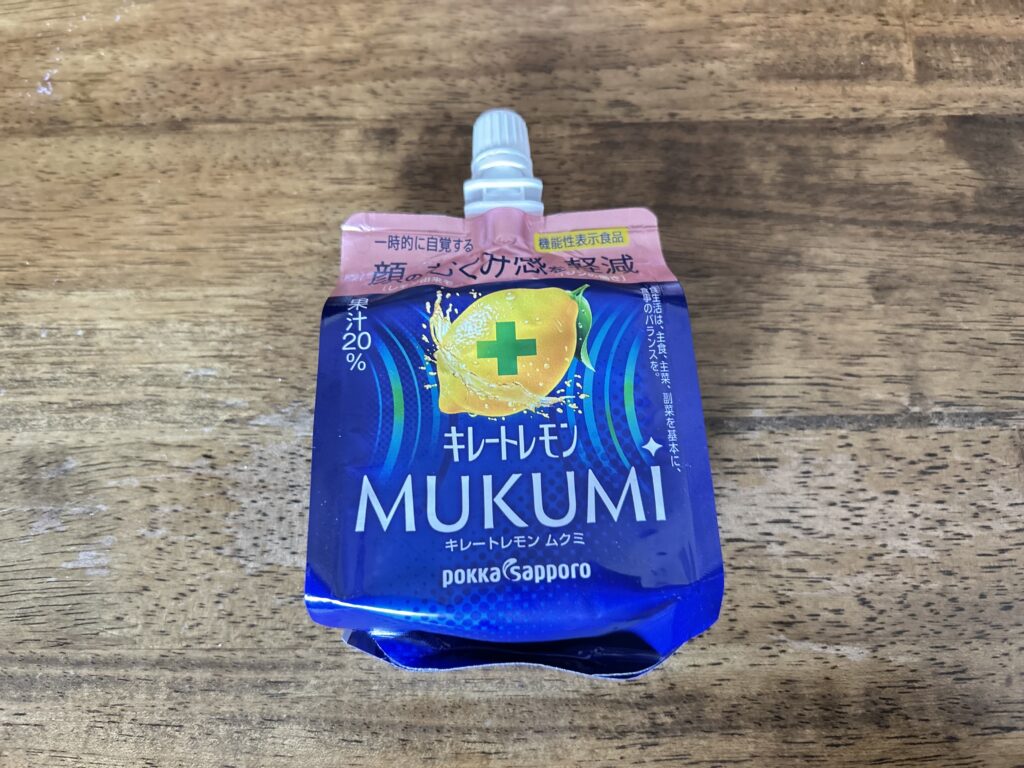 一時的に自覚する
機能性表示食品
顔のむくみ感を軽減
果汁20%
食生活は、主食、主菜、副菜を基本に、
食事のバランスを。
キレートレモン
MUKUMI
キレートレモン ムクミ
pokka sapporo